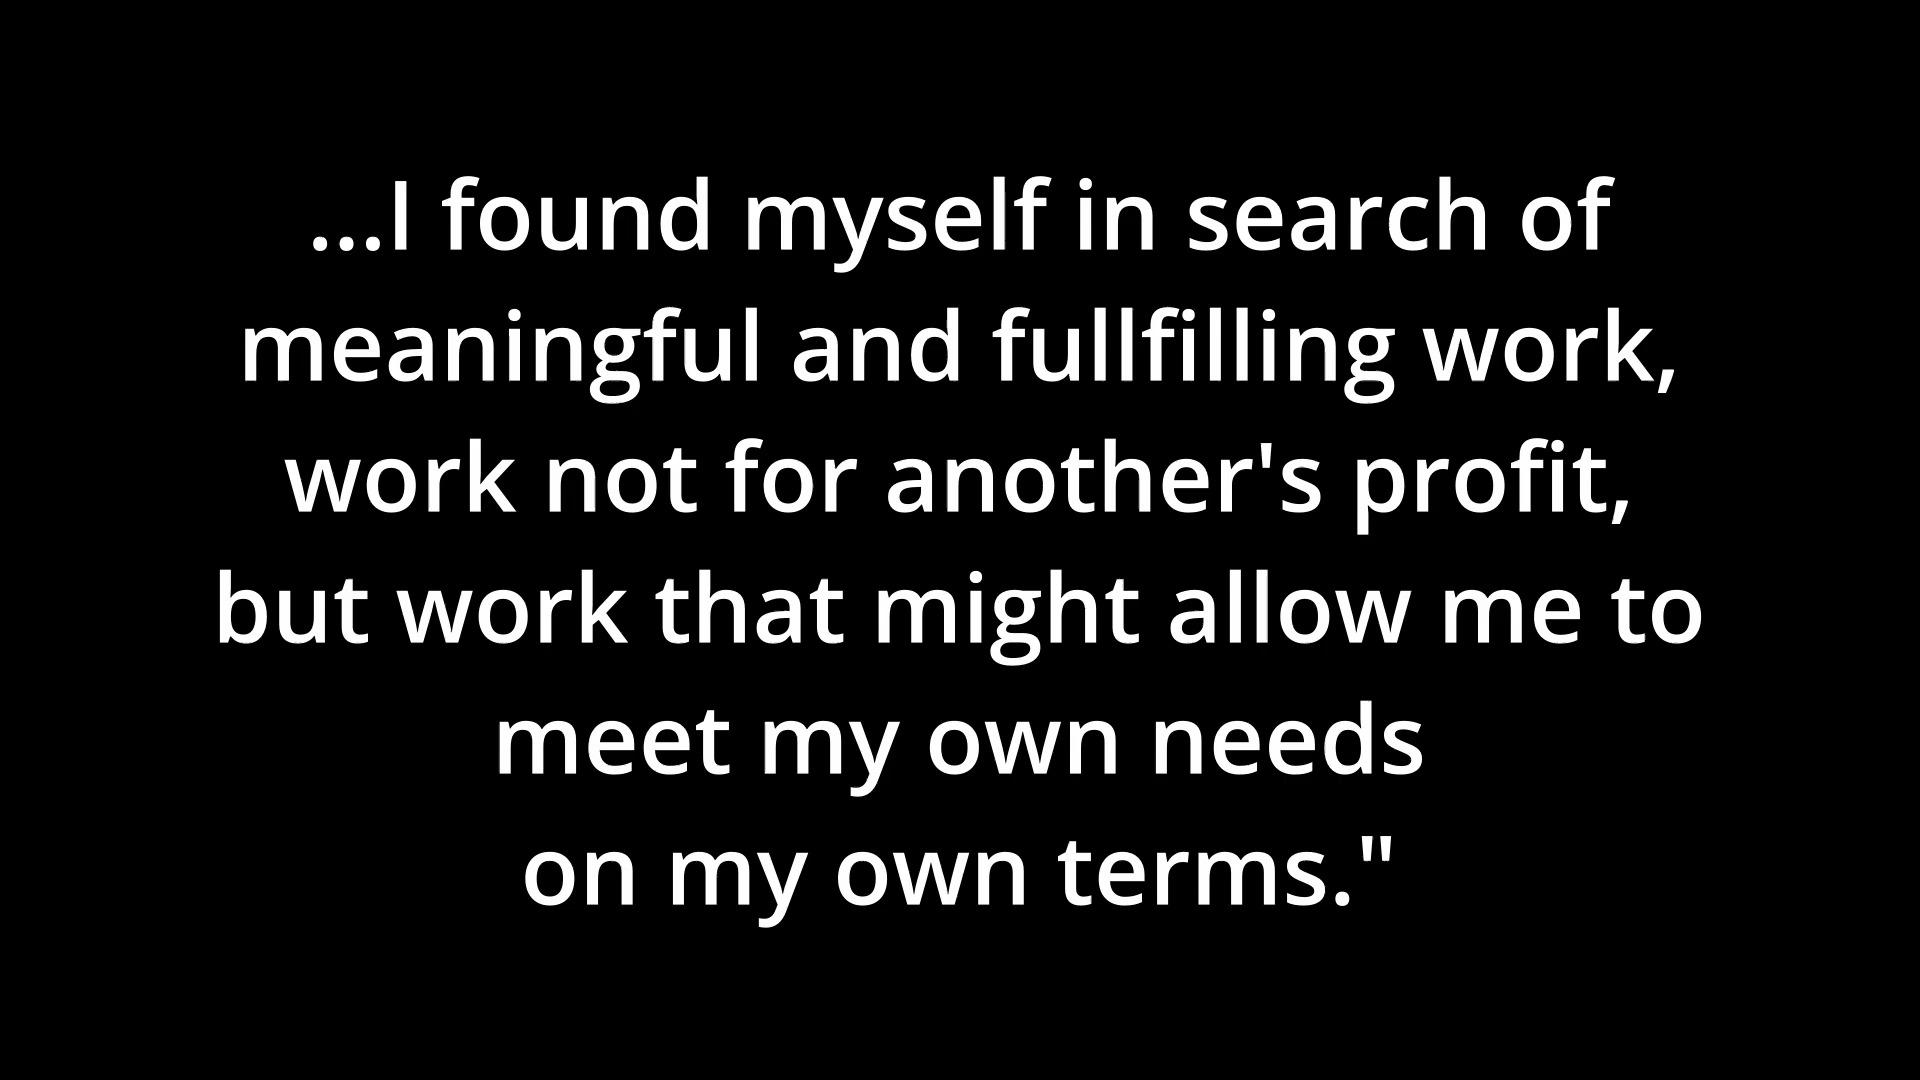 ...I found myself in search of
meaningful and fullfilling work,
work not for another's profit,
but work that might allow me to
meet my own needs
on my own terms."